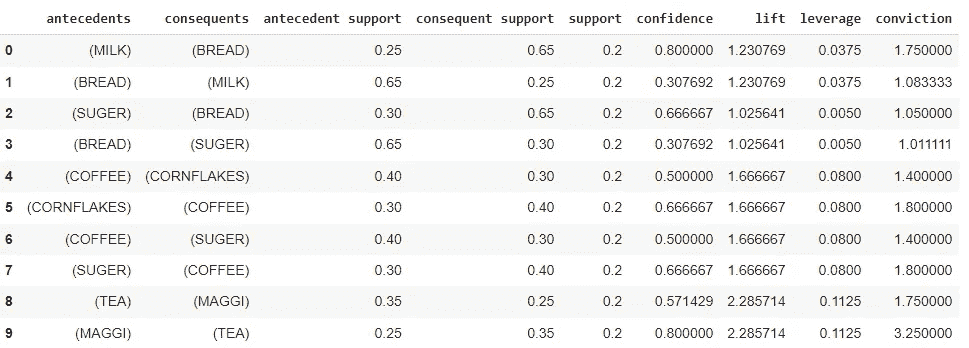 antecedents consequents antecedent support consequent support support confidence lift leverage conviction
0 (MILK) (BREAD) 0.25 0.65 0.2 0.800000 1.230769 0.0375 1.750000
1 (BREAD) (MILK) 0.65 0.25 0.2 0.307692 1.230769 0.0375 1.083333
2 (SUGER) (BREAD) 0.30 0.65 0.2 0.666667 1.025641 0.0050 1.050000
3 (BREAD) (SUGER) 0.65 0.30 0.2 0.307692 1.025641 0.0050 1.011111
4 (COFFEE) (CORNFLAKES) 0.40 0.30 0.2 0.500000 1.666667 0.0800 1.400000
5 (CORNFLAKES) (COFFEE) 0.30 0.40 0.2 0.666667 1.666667 0.0800 1.800000
6 (COFFEE) (SUGER) 0.40 0.30 0.2 0.500000 1.666667 0.0800 1.400000
7 (SUGER) (COFFEE) 0.30 0.40 0.2 0.666667 1.666667 0.0800 1.800000
8 (TEA) (MAGGI) 0.35 0.25 0.2 0.571429 2.285714 0.1125 1.750000
9 (MAGGI) (TEA) 0.25 0.35 0.2 0.800000 2.285714 0.1125 3.250000